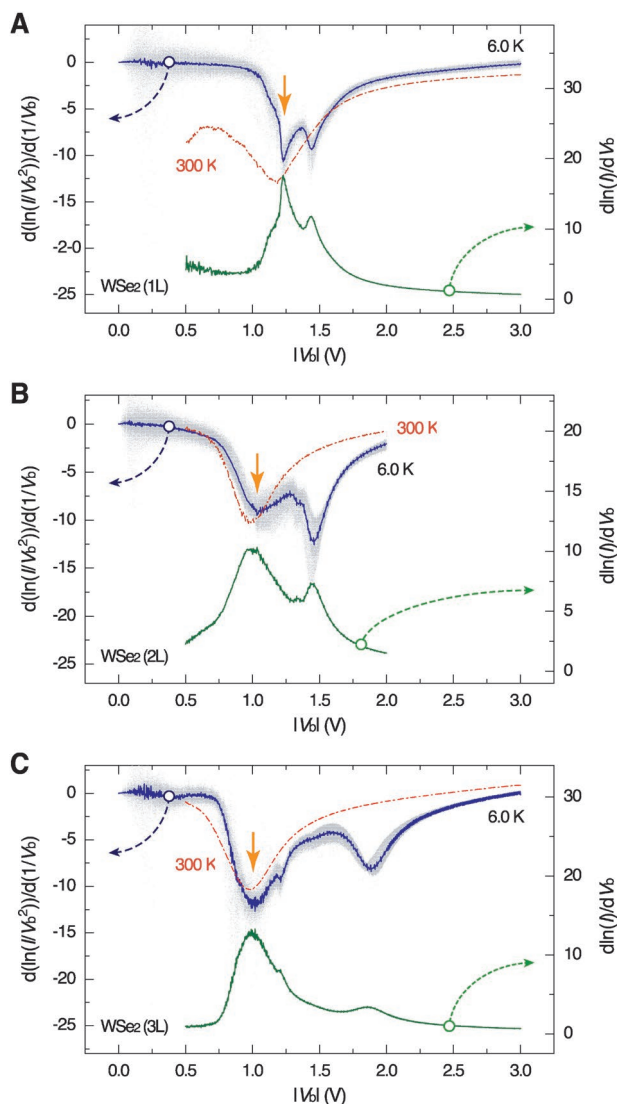 A
6.0 K
0
-5
-10
-15
-20
-25
30
20
10
0
d(ln(I/Vb²))/d(1/Vb)
dln(I)/dVb
300 K
WSe2 (1L)
0.0 0.5 1.0 1.5 2.0 2.5 3.0
|Vb| (V)
B
300 K
6.0 K
0
-5
-10
-15
-20
-25
20
15
10
5
0
d(ln(I/Vb²))/d(1/Vb)
dln(I)/dVb
WSe2 (2L)
0.0 0.5 1.0 1.5 2.0 2.5 3.0
|Vb| (V)
C
6.0 K
0
-5
-10
-15
-20
-25
30
20
10
0
d(ln(I/Vb²))/d(1/Vb)
dln(I)/dVb
300 K
WSe2 (3L)
0.0 0.5 1.0 1.5 2.0 2.5 3.0
|Vb| (V)